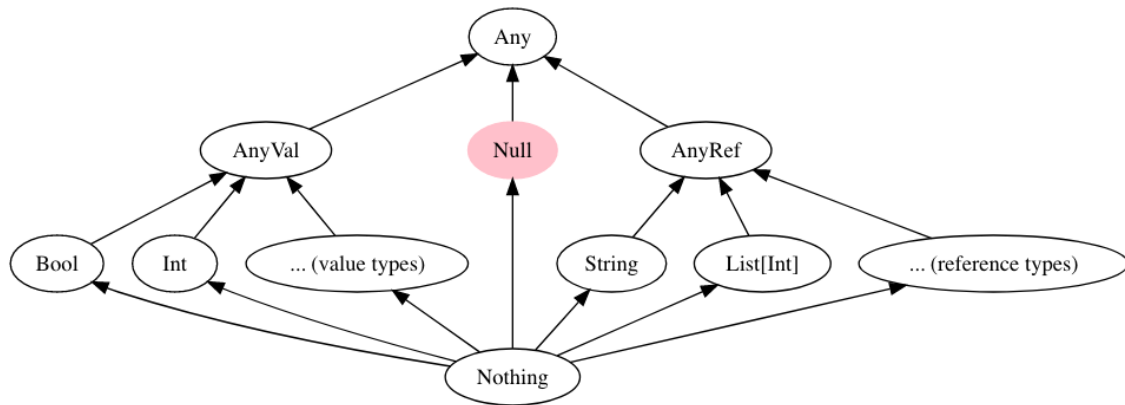 Any
AnyVal
Null
AnyRef
Bool
Int
... (value types)
String
List[Int]
... (reference types)
Nothing